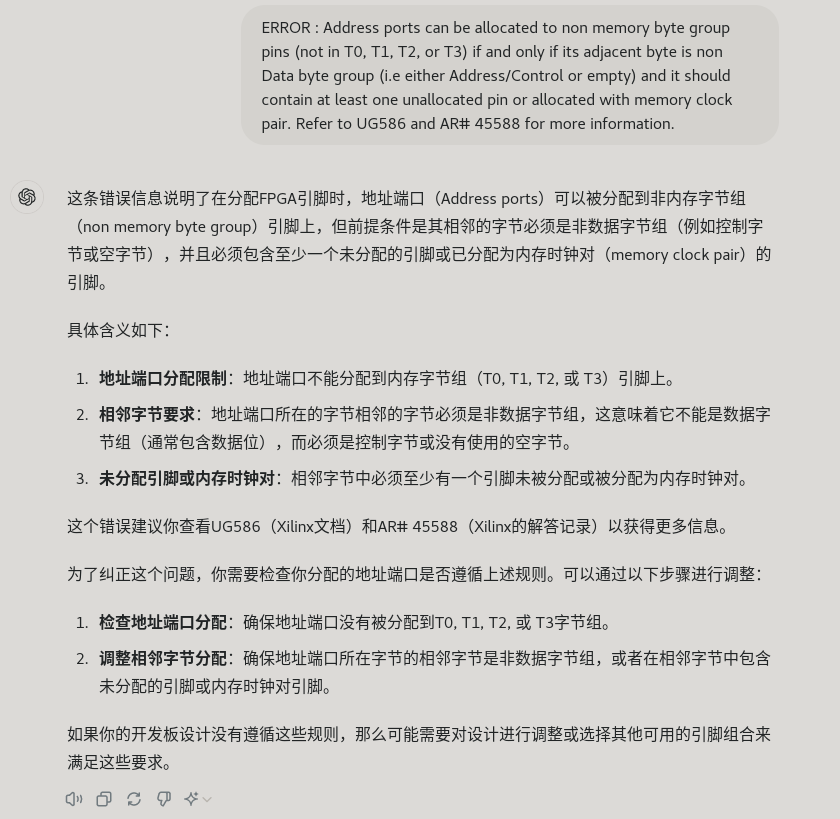 ERROR : Address ports can be allocated to non memory byte group
pins (not in T0, T1, T2, or T3) if and only if its adjacent byte is non
Data byte group (i.e either Address/Control or empty) and it should
contain at least one unallocated pin or allocated with memory clock
pair. Refer to UG586 and AR# 45588 for more information.
这条错误信息说明了在分配FPGA引脚时，地址端口（Address ports）可以被分配到非内存字节组
（non memory byte group）引脚上，但前提条件是其相邻的字节必须是非数据字节组（例如控制字
节或空字节），并且必须包含至少一个未分配的引脚或已分配为内存时钟对（memory clock pair）的
引脚。
具体含义如下：
1. 地址端口分配限制：地址端口不能分配到内存字节组（T0, T1, T2, 或 T3）引脚上。
2. 相邻字节要求：地址端口所在的字节相邻的字节必须是非数据字节组，这意味着它不能是数据字
节组（通常包含数据位），而必须是控制字节或没有使用的空字节。
3. 未分配引脚或内存时钟对：相邻字节中必须至少有一个引脚未被分配或被分配为内存时钟对。
这个错误建议你查看UG586（Xilinx文档）和AR# 45588（Xilinx的解答记录）以获得更多信息。
为了纠正这个问题，你需要检查你分配的地址端口是否遵循上述规则。可以通过以下步骤进行调整：
1. 检查地址端口分配：确保地址端口没有被分配到T0, T1, T2, 或 T3字节组。
2. 调整相邻字节分配：确保地址端口所在字节的相邻字节是非数据字节组，或者在相邻字节中包含
未分配的引脚或内存时钟对引脚。
如果你的开发板设计没有遵循这些规则，那么可能需要对设计进行调整或选择其他可用的引脚组合来
满足这些要求。